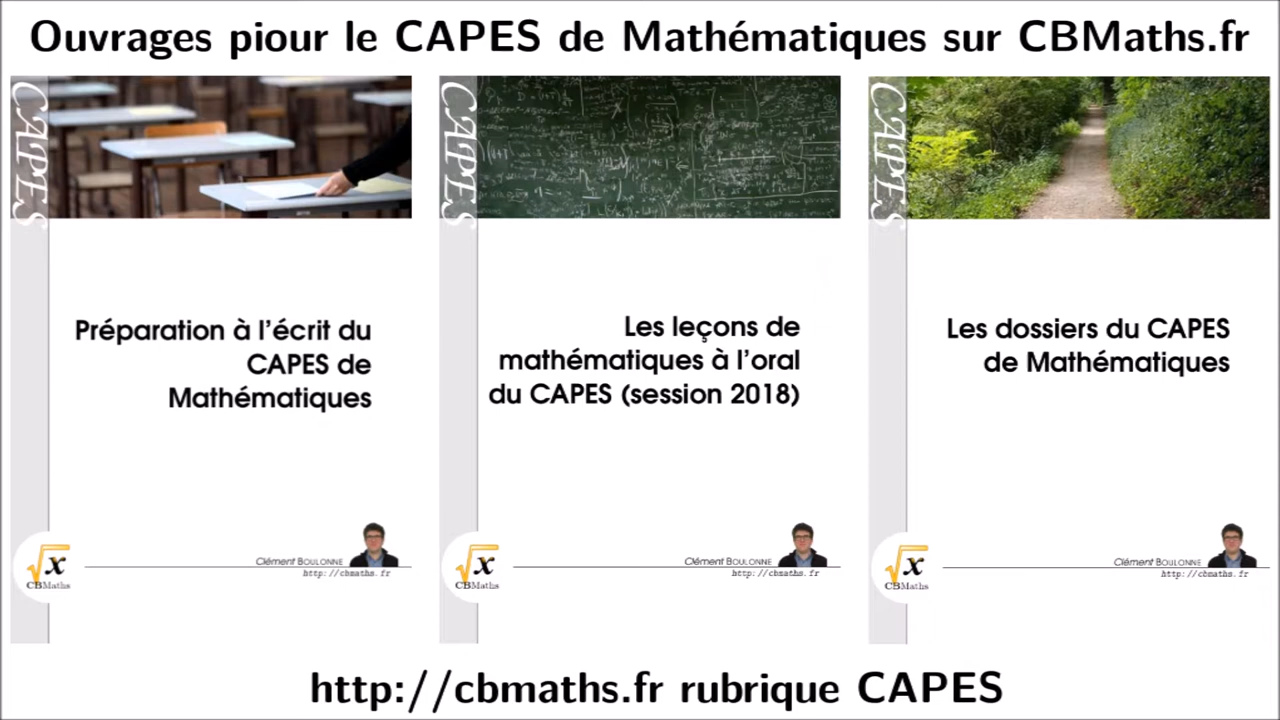 Ouvrages piour le CAPES de Mathématiques sur CBMaths.fr
CAPES
Préparation à l'écrit du
CAPES de
Mathématiques
Clément BOULONNE
http://cbmaths.fr
√x
CBMaths
CAPES
Les leçons de
mathématiques à l'oral
du CAPES (session 2018)
Clément BOULONNE
http://cbmaths.fr
√x
CBMaths
CAPES
Les dossiers du CAPES
de Mathématiques
Clément BOULONNE
http://cbmaths.fr
√x
CBMaths
http://cbmaths.fr rubrique CAPES